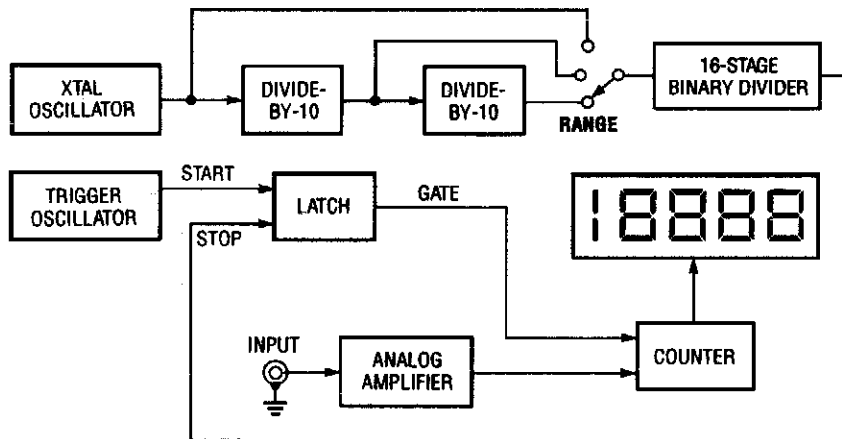 XTAL
OSCILLATOR
DIVIDE-
BY-10
DIVIDE-
BY-10
RANGE
16-STAGE
BINARY DIVIDER
TRIGGER
OSCILLATOR
START
STOP
LATCH
GATE
INPUT
ANALOG
AMPLIFIER
COUNTER
18888